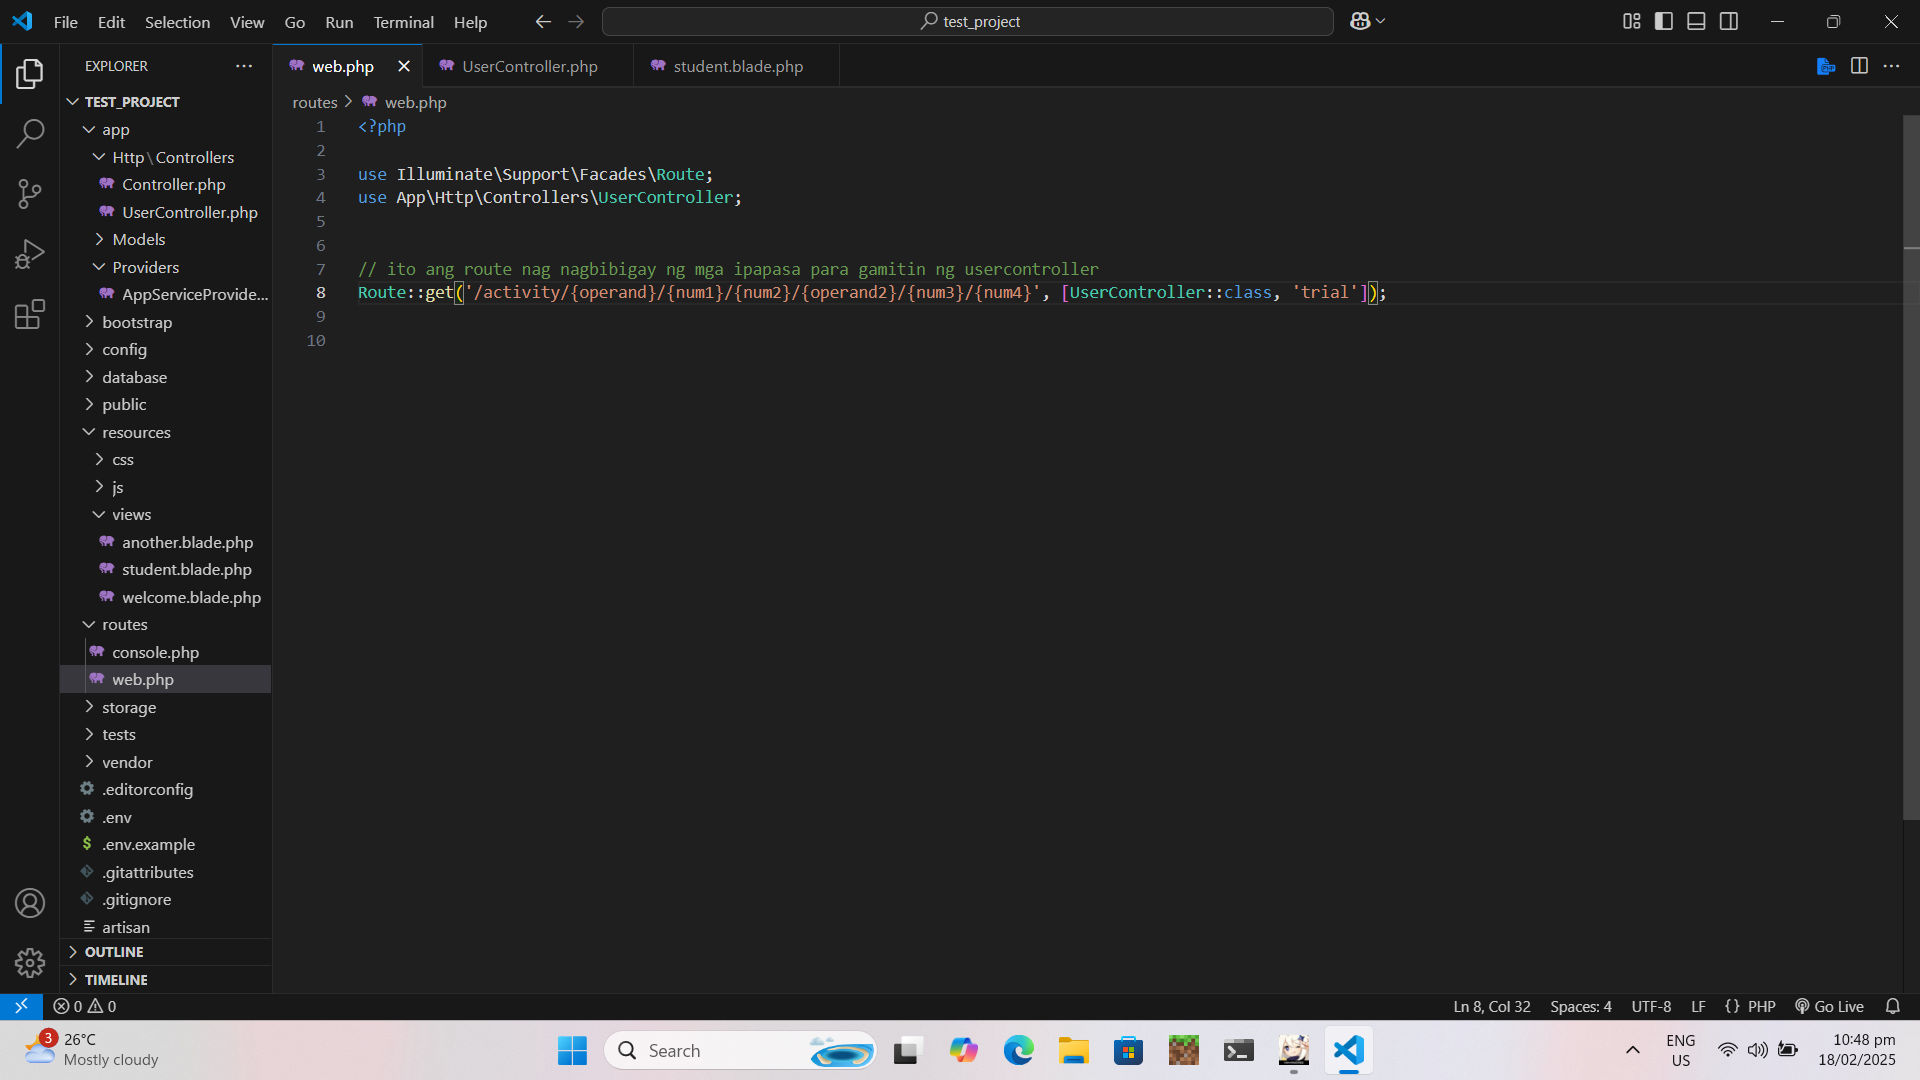 File Edit Selection View Go Run Terminal Help
test_project
EXPLORER
TEST_PROJECT
app
Http\Controllers
Controller.php
UserController.php
Models
Providers
AppServiceProvide...
bootstrap
config
database
public
resources
css
js
views
another.blade.php
student.blade.php
welcome.blade.php
routes
console.php
web.php
storage
tests
vendor
.editorconfig
.env
.env.example
.gitattributes
.gitignore
artisan
OUTLINE
TIMELINE
web.php UserController.php student.blade.php
routes > web.php
1 <?php
2
3 use Illuminate\Support\Facades\Route;
4 use App\Http\Controllers\UserController;
5
6
7 // ito ang route nag nagbibigay ng mga ipapasa para gamitin ng usercontroller
8 Route::get('/activity/{operand}/{num1}/{num2}/{operand2}/{num3}/{num4}', [UserController::class, 'trial']);
9
10
0 0
Ln 8, Col 32 Spaces: 4 UTF-8 LF {} PHP Go Live
3
26°C
Mostly cloudy
Search
ENG
US
10:48 pm
18/02/2025